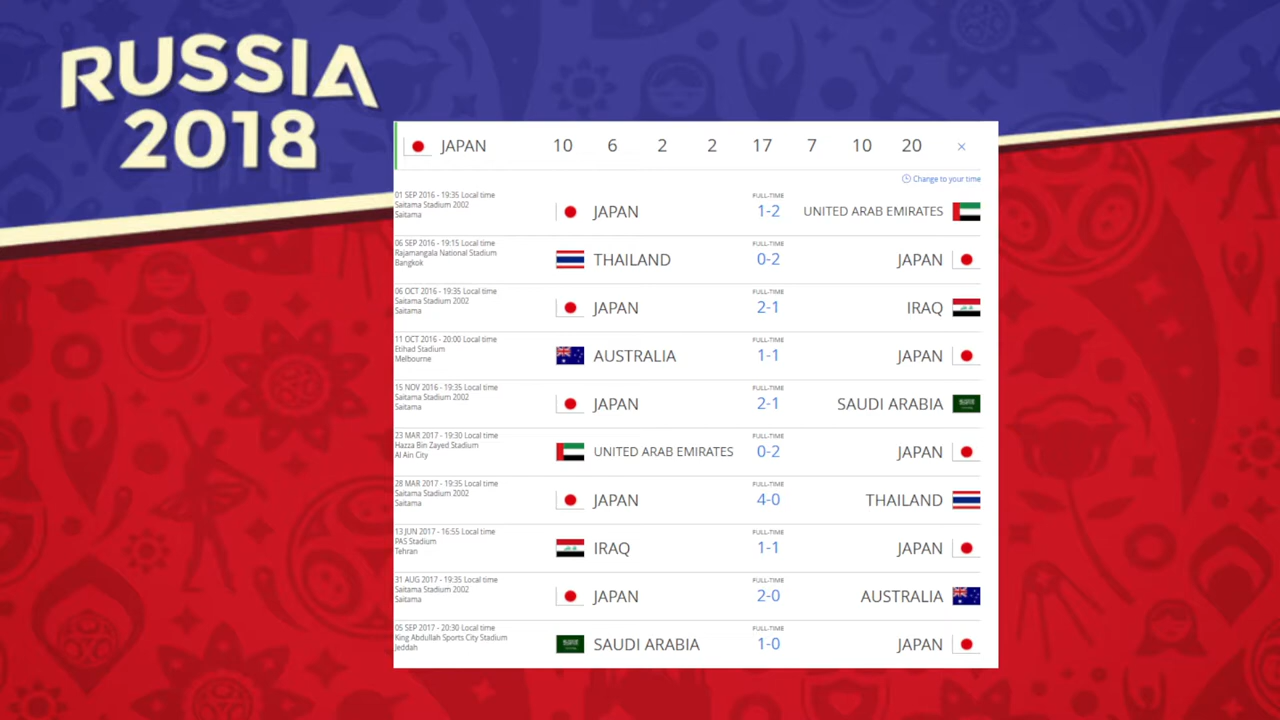 RUSSIA
2018
JAPAN 10 6 2 2 17 7 10 20 ×
Change to your time
01 SEP 2016 - 19:35 Local time
Saitama Stadium 2002
Saitama
JAPAN
FULL-TIME
1-2
UNITED ARAB EMIRATES
06 SEP 2016 - 19:15 Local time
Rajamangala National Stadium
Bangkok
THAILAND
FULL-TIME
0-2
JAPAN
06 OCT 2016 - 19:35 Local time
Saitama Stadium 2002
Saitama
JAPAN
FULL-TIME
2-1
IRAQ
11 OCT 2016 - 20:00 Local time
Etihad Stadium
Melbourne
AUSTRALIA
FULL-TIME
1-1
JAPAN
15 NOV 2016 - 19:35 Local time
Saitama Stadium 2002
Saitama
JAPAN
FULL-TIME
2-1
SAUDI ARABIA
23 MAR 2017 - 19:30 Local time
Hazza Bin Zayed Stadium
Al Ain City
UNITED ARAB EMIRATES
FULL-TIME
0-2
JAPAN
28 MAR 2017 - 19:35 Local time
Saitama Stadium 2002
Saitama
JAPAN
FULL-TIME
4-0
THAILAND
13 JUN 2017 - 16:55 Local time
PAS Stadium
Tehran
IRAQ
FULL-TIME
1-1
JAPAN
31 AUG 2017 - 19:35 Local time
Saitama Stadium 2002
Saitama
JAPAN
FULL-TIME
2-0
AUSTRALIA
05 SEP 2017 - 20:30 Local time
King Abdullah Sports City Stadium
Jeddah
SAUDI ARABIA
FULL-TIME
1-0
JAPAN